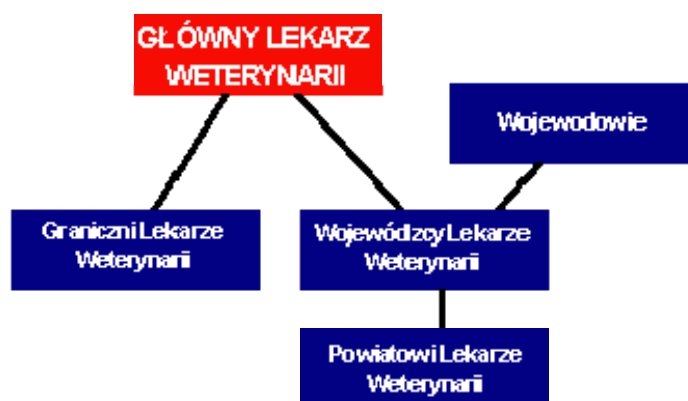 GŁÓWNY LEKARZ
WETERYNARII
Wojewodowie
Graniczni Lekarze
Weterynarii
Wojewódzcy Lekarze
Weterynarii
Powiatowi Lekarze
Weterynarii